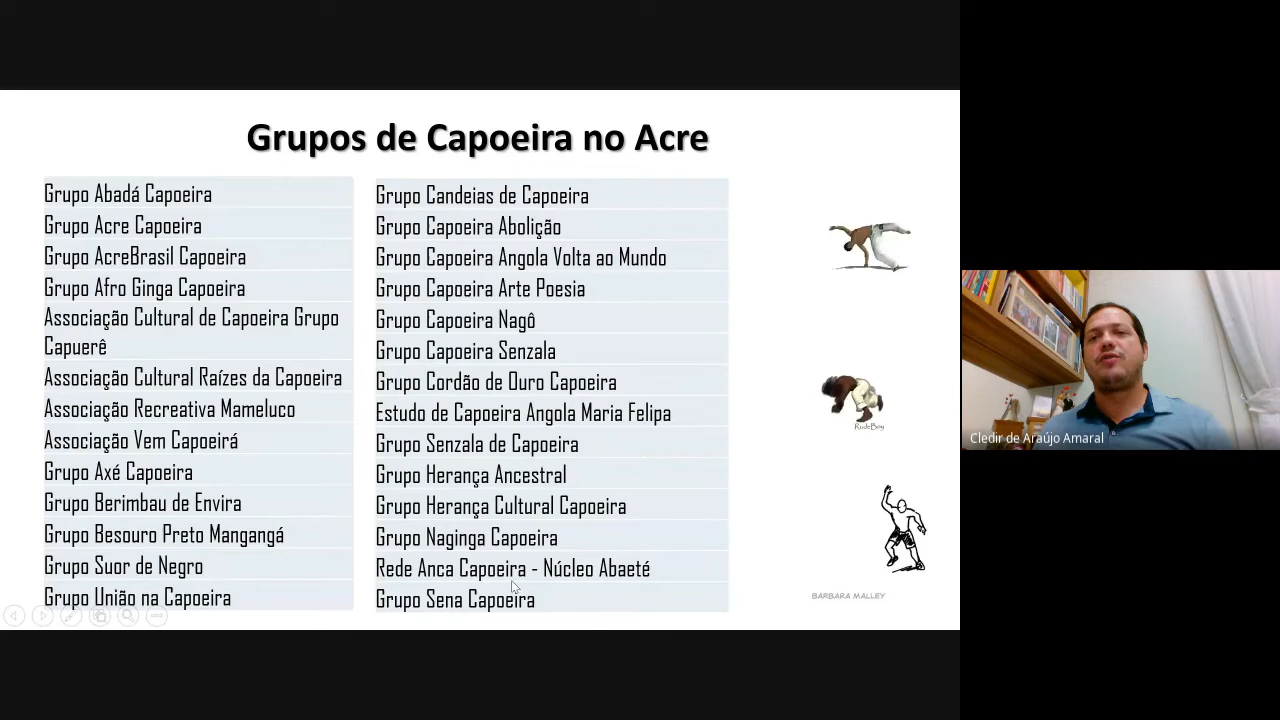 Grupos de Capoeira no Acre
Grupo Abadá Capoeira
Grupo Acre Capoeira
Grupo AcreBrasil Capoeira
Grupo Afro Ginga Capoeira
Associação Cultural de Capoeira Grupo
Capuerê
Associação Cultural Raízes da Capoeira
Associação Recreativa Mameluco
Associação Vem Capoeirá
Grupo Axé Capoeira
Grupo Berimbau de Envira
Grupo Besouro Preto Mangangá
Grupo Suor de Negro
Grupo União na Capoeira
Grupo Candeias de Capoeira
Grupo Capoeira Abolição
Grupo Capoeira Angola Volta ao Mundo
Grupo Capoeira Arte Poesia
Grupo Capoeira Nagô
Grupo Capoeira Senzala
Grupo Cordão de Ouro Capoeira
Estudo de Capoeira Angola Maria Felipa
Grupo Senzala de Capoeira
Grupo Herança Ancestral
Grupo Herança Cultural Capoeira
Grupo Naginga Capoeira
Rede Anca Capoeira - Núcleo Abaeté
Grupo Sena Capoeira
RudeBoy
BARBARA MALLEY
Cledir de Araújo Amaral